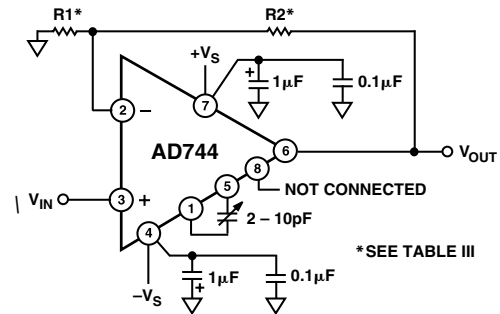 R1*
R2*
+VS
+
1µF
0.1µF
2
–
7
AD744
6
VOUT
8
NOT CONNECTED
5
VIN
3
+
1
2 – 10pF
4
*SEE TABLE III
–VS
1µF
+
0.1µF